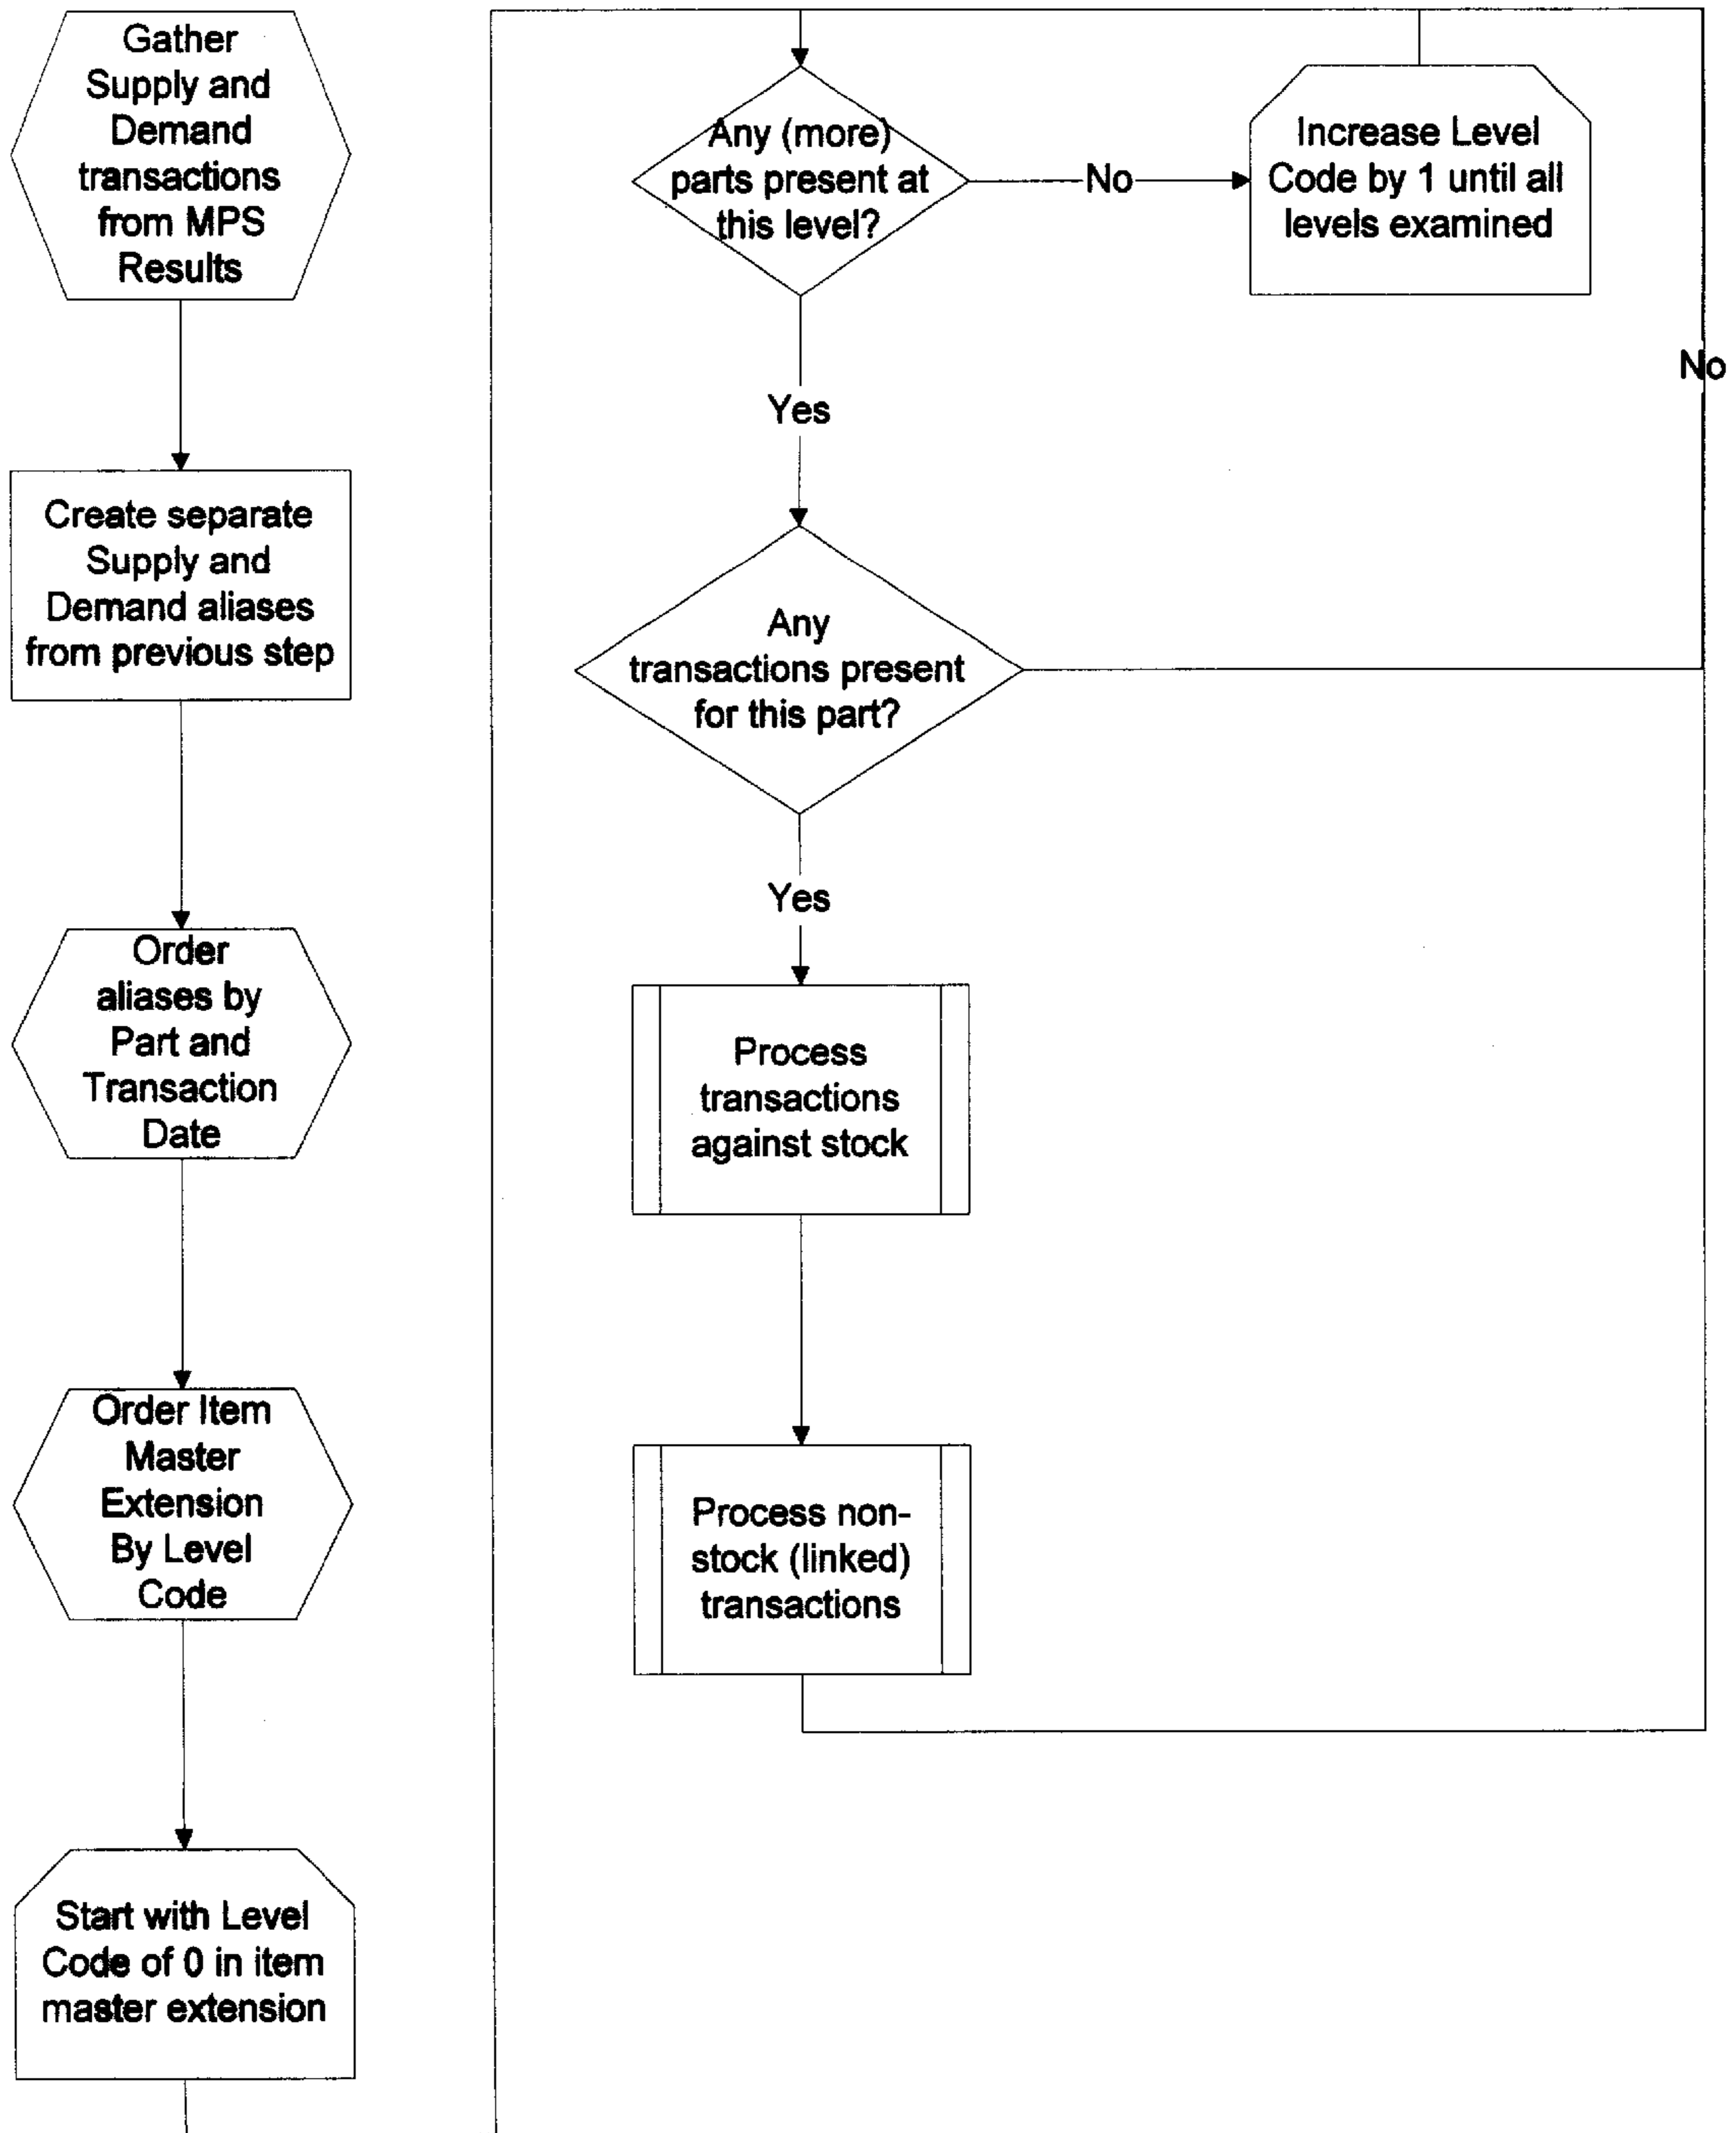 Gather
Supply and
Demand
transactions
from MPS
Results
Create separate
Supply and
Demand aliases
from previous step
Order
aliases by
Part and
Transaction
Date
Order Item
Master
Extension
By Level
Code
Start with Level
Code of 0 in item
master extension
Any (more)
parts present at
this level?
No
Increase Level
Code by 1 until all
levels examined
Yes
No
Any
transactions present
for this part?
Yes
Process
transactions
against stock
Process non-
stock (linked)
transactions